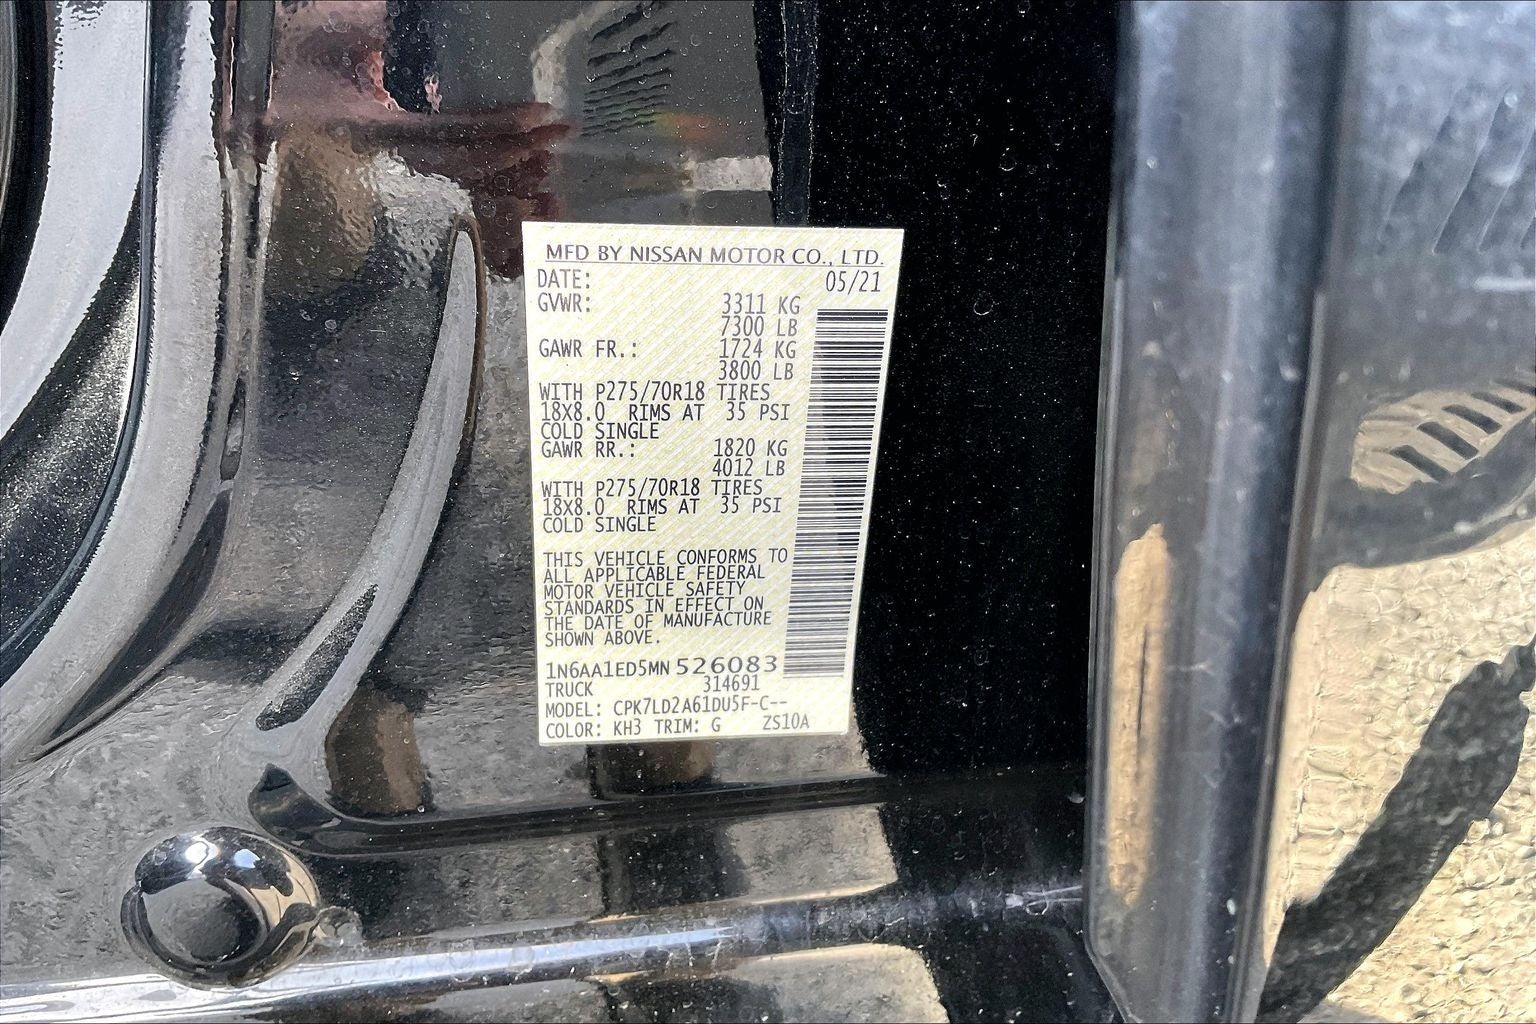 MFD BY NISSAN MOTOR CO., LTD.
DATE: 05/21
GVWR: 3311 KG
7300 LB
GAWR FR.: 1724 KG
3800 LB
WITH P275/70R18 TIRES
18X8.0 RIMS AT 35 PSI
COLD SINGLE
GAWR RR.: 1820 KG
4012 LB
WITH P275/70R18 TIRES
18X8.0 RIMS AT 35 PSI
COLD SINGLE
THIS VEHICLE CONFORMS TO
ALL APPLICABLE FEDERAL
MOTOR VEHICLE SAFETY
STANDARDS IN EFFECT ON
THE DATE OF MANUFACTURE
SHOWN ABOVE.
1N6AA1ED5MN526083
TRUCK 314691
MODEL: CPK7LD2A61DU5F-C--
COLOR: KH3 TRIM: G ZS10A